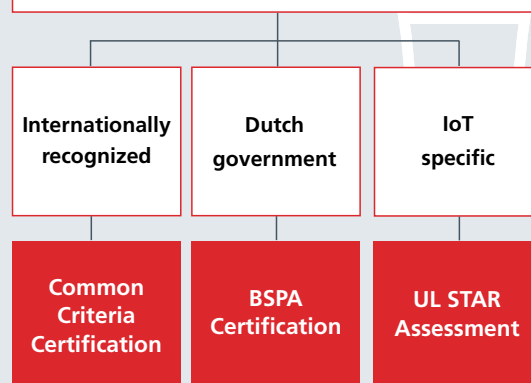 Internationally
recognized
Dutch
government
IoT
specific
Common
Criteria
Certification
BSPA
Certification
UL STAR
Assessment